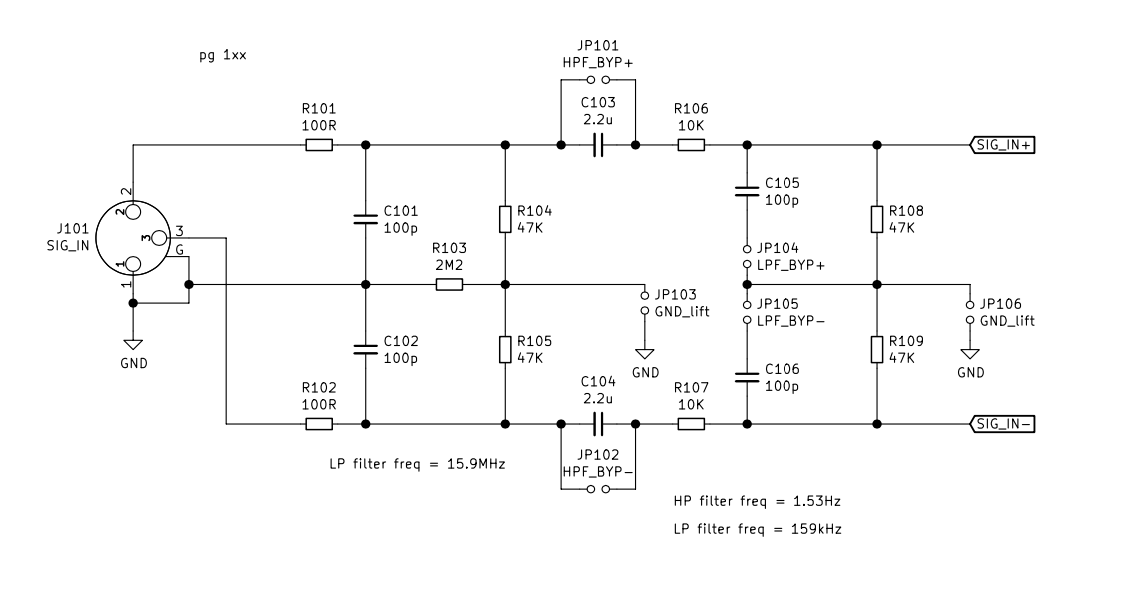 pg 1xx
JP101
HPF_BYP+
R101
100R
C103
2.2u
R106
10K
SIG_IN+
2
2
J101
SIG_IN
3
3
G
1
1
GND
C101
100p
R103
2M2
R104
47K
C105
100p
JP104
LPF_BYP+
R108
47K
JP103
GND_lift
GND
JP105
LPF_BYP-
JP106
GND_lift
GND
C102
100p
R105
47K
C106
100p
R109
47K
R102
100R
C104
2.2u
R107
10K
SIG_IN-
JP102
HPF_BYP-
LP filter freq = 15.9MHz
HP filter freq = 1.53Hz
LP filter freq = 159kHz